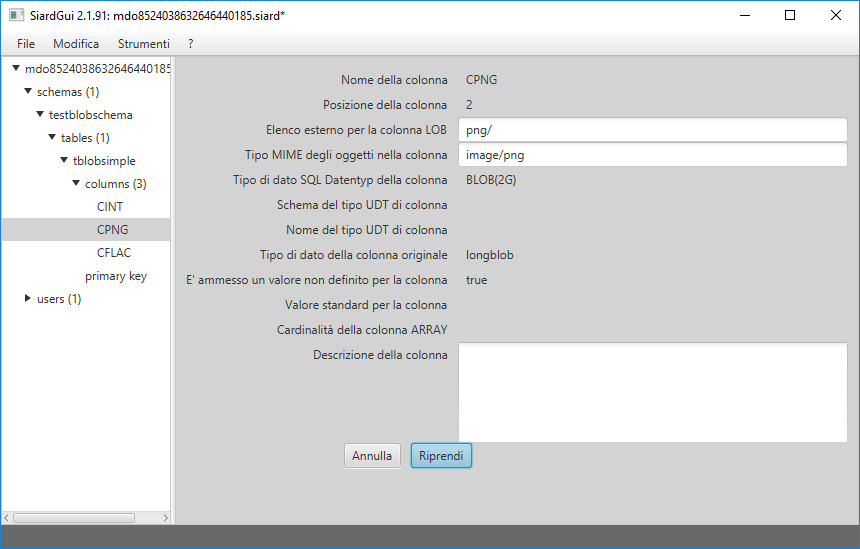 SiardGui 2.1.91: mdo8524038632646440185.siard*
File Modifica Strumenti ?
mdo8524038632646440185
schemas (1)
testblobschema
tables (1)
tblobsimple
columns (3)
CINT
CPNG
CFLAC
primary key
users (1)
Nome della colonna CPNG
Posizione della colonna 2
Elenco esterno per la colonna LOB png/
Tipo MIME degli oggetti nella colonna image/png
Tipo di dato SQL Datentyp della colonna BLOB(2G)
Schema del tipo UDT di colonna
Nome del tipo UDT di colonna
Tipo di dato della colonna originale longblob
E' ammesso un valore non definito per la colonna true
Valore standard per la colonna
Cardinalità della colonna ARRAY
Descrizione della colonna
Annulla Riprendi